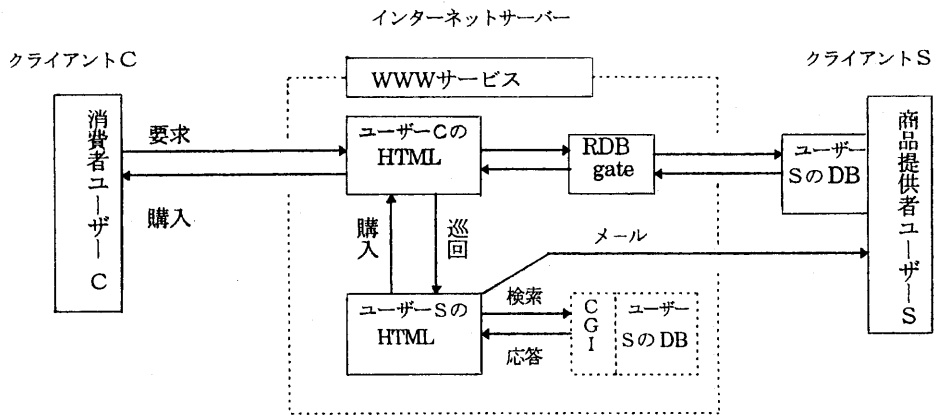 インターネットサーバー
クライアントC
クライアントS
WWWサービス
消費者ユーザーC
要求
購入
ユーザーCの
HTML
RDB
gate
ユーザー
SのDB
商品提供者ユーザーS
購入
巡回
メール
ユーザーSの
HTML
検索
応答
CGI
ユーザー
SのDB